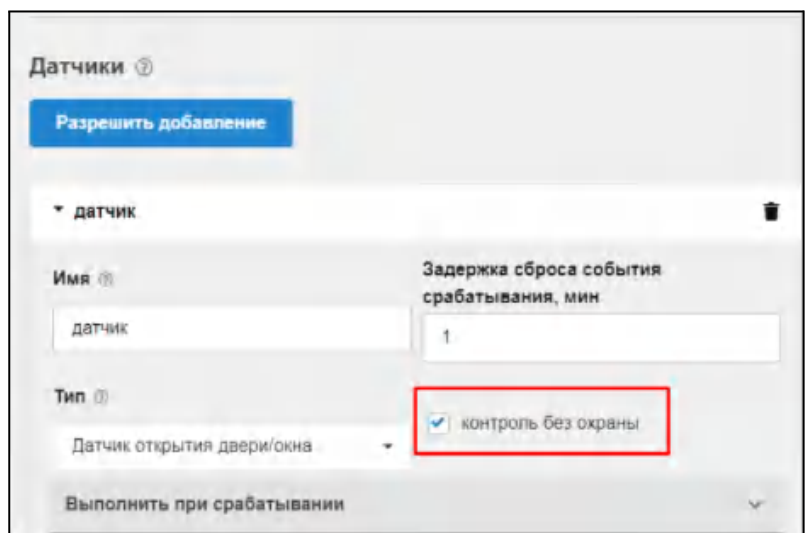 Датчики
Разрешить добавление
датчик
Имя
Задержка сброса события
срабатывания, мин
датчик
1
Тип
контроль без охраны
Датчик открытия двери/окна
Выполнить при срабатывании